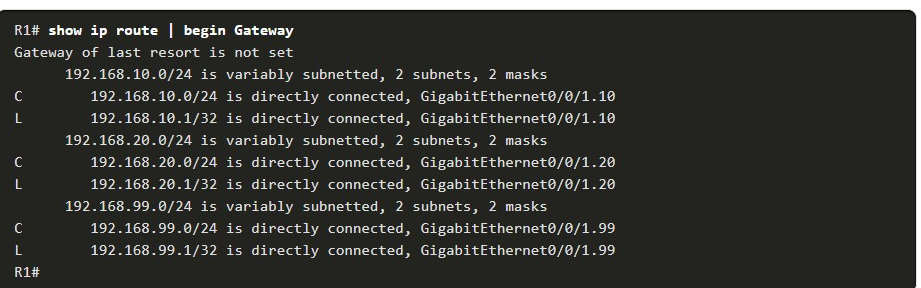 R1# show ip route | begin Gateway
Gateway of last resort is not set
192.168.10.0/24 is variably subnetted, 2 subnets, 2 masks
C 192.168.10.0/24 is directly connected, GigabitEthernet0/0/1.10
L 192.168.10.1/32 is directly connected, GigabitEthernet0/0/1.10
192.168.20.0/24 is variably subnetted, 2 subnets, 2 masks
C 192.168.20.0/24 is directly connected, GigabitEthernet0/0/1.20
L 192.168.20.1/32 is directly connected, GigabitEthernet0/0/1.20
192.168.99.0/24 is variably subnetted, 2 subnets, 2 masks
C 192.168.99.0/24 is directly connected, GigabitEthernet0/0/1.99
L 192.168.99.1/32 is directly connected, GigabitEthernet0/0/1.99
R1#